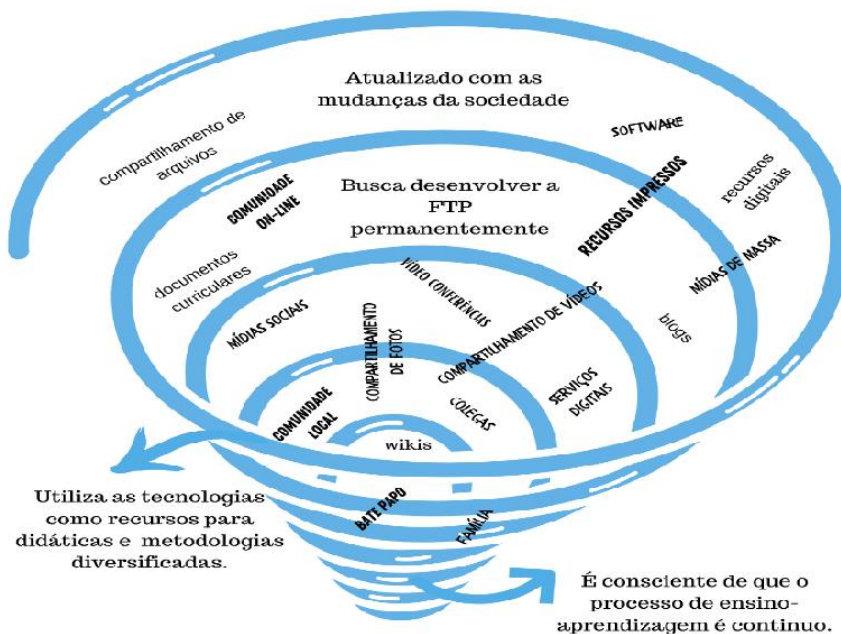 Atualizado com as
mudanças da sociedade
SOFTWARE
compartilhamento de
arquivos
recursos
digitais
COMUNIDADE
ON-LINE
Busca desenvolver a
FTP
permanentemente
RECURSOS IMPRESSOS
MÍDIAS DE MASSA
documentos
curriculares
VÍDEO CONFERÊNCIAS
MÍDIAS SOCIAIS
COMPARTILHAMENTO
DE FOTOS
COMPARTILHAMENTO DE VÍDEOS
blogs
SERVIÇOS
DIGITAIS
COMUNIDADE
LOCAL
COLEGAS
wikis
BATE PAPO
FAMÍLIA
Utiliza as tecnologias
como recursos para
didáticas e metodologias
diversificadas.
É consciente de que o
processo de ensino-
aprendizagem é continuo.